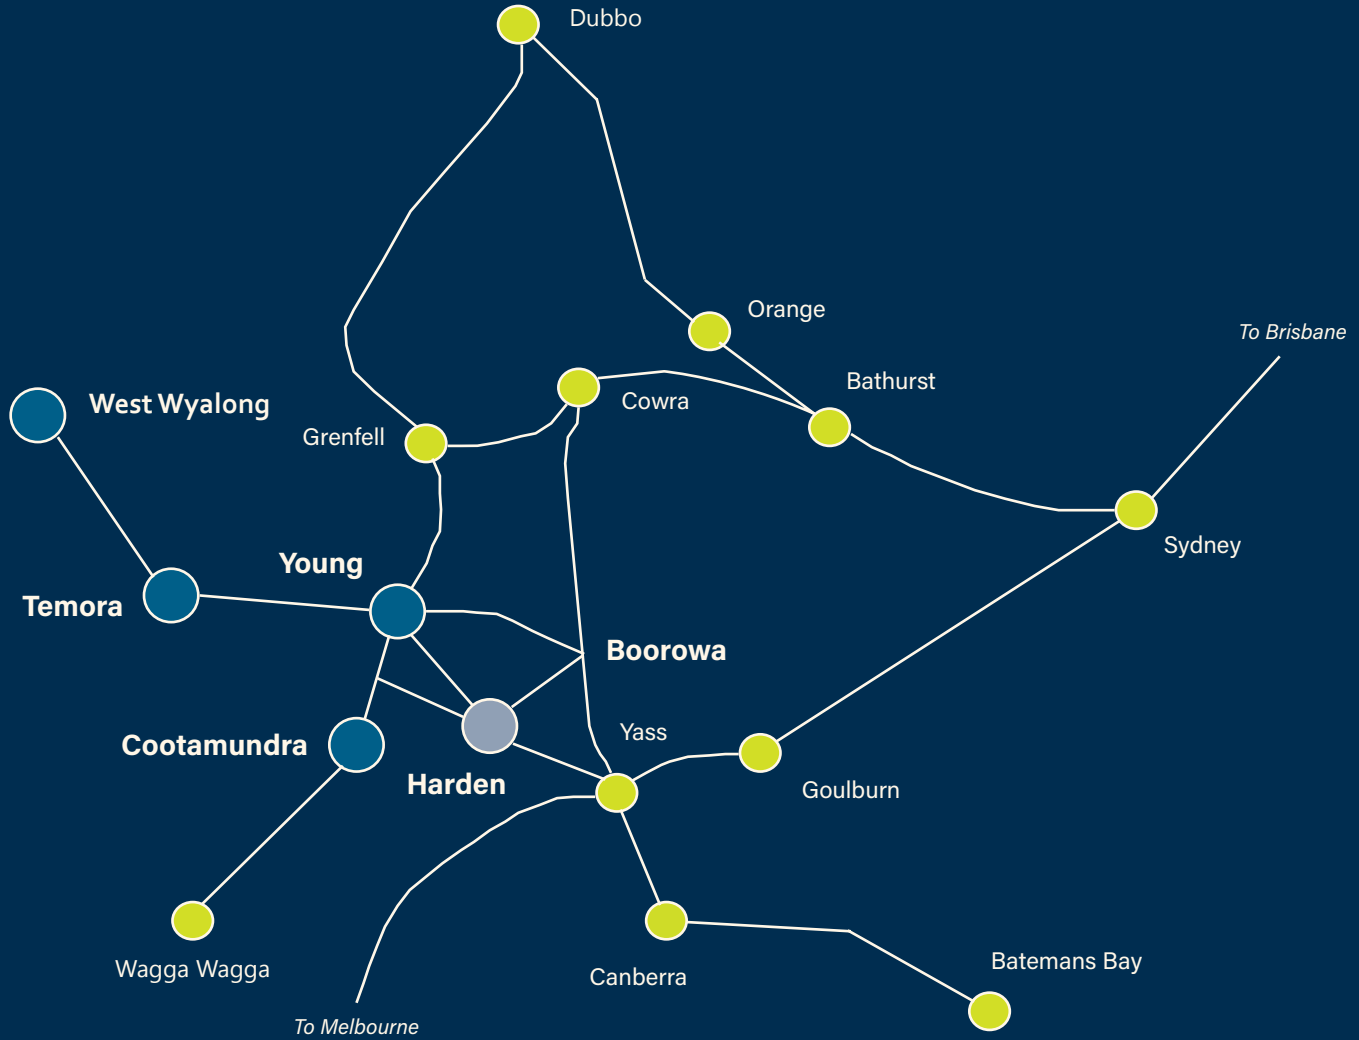 Dubbo
Orange
To Brisbane
Bathurst
West Wyalong
Cowra
Grenfell
Sydney
Young
Temora
Boorowa
Yass
Cootamundra
Harden
Goulburn
Wagga Wagga
Canberra
Batemans Bay
To Melbourne